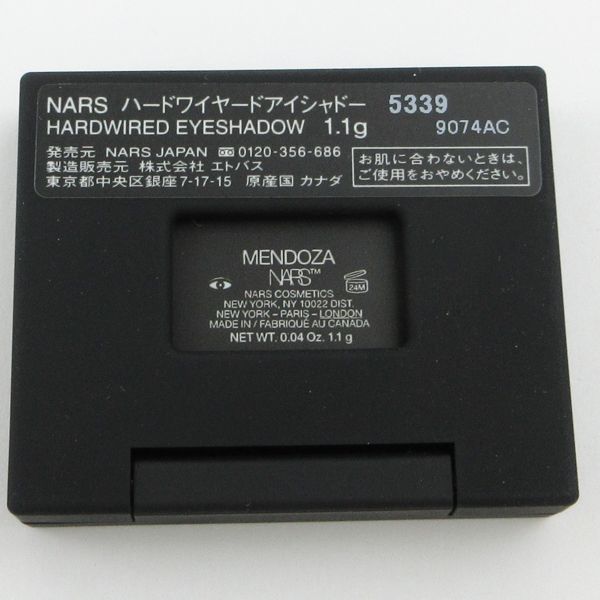 NARS ハードワイヤードアイシャドー 5339
HARDWIRED EYESHADOW 1.1g 9074AC
発売元 NARS JAPAN 0120-356-686
製造販売元 株式会社 エトバス
東京都中央区銀座7-17-15 原産国 カナダ
お肌に合わないときは、
ご使用をおやめください。
MENDOZA
NARS™
24M
NARS COSMETICS
NEW YORK, NY 10022 DIST.
NEW YORK – PARIS – LONDON
MADE IN / FABRIQUÉ AU CANADA
NET WT. 0.04 Oz. 1.1 g